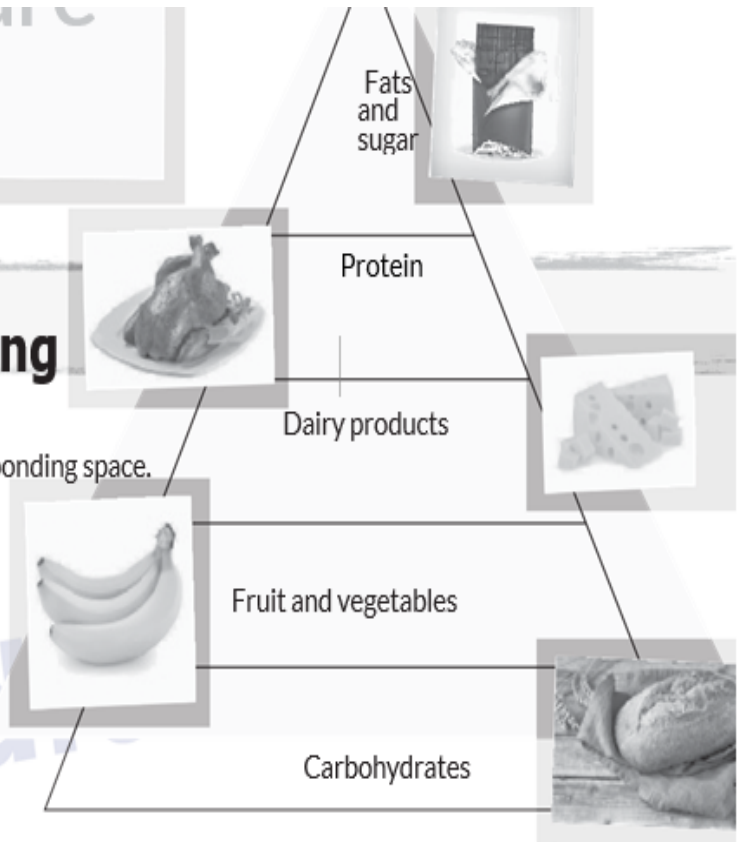 Fats
and
sugar
Protein
ng
Dairy products
onding space.
Fruit and vegetables
Carbohydrates